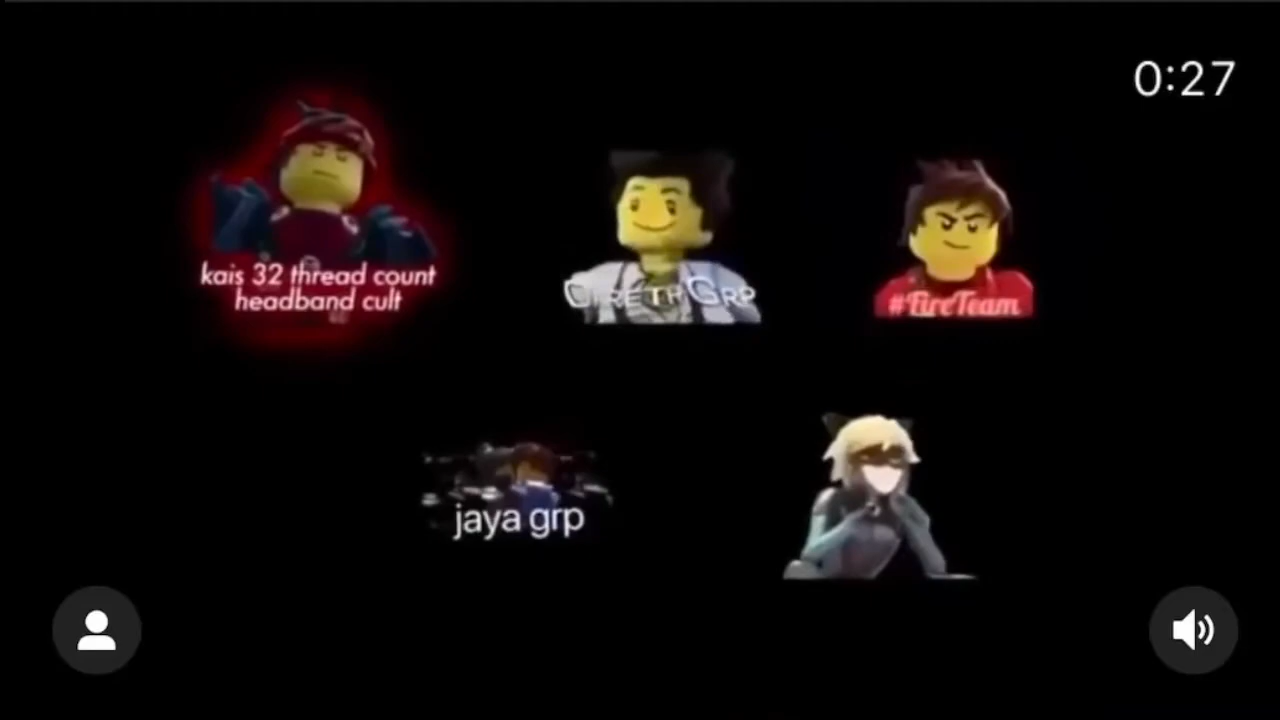 0:27
kais 32 thread count
headband cult
#FireTeam
jaya grp